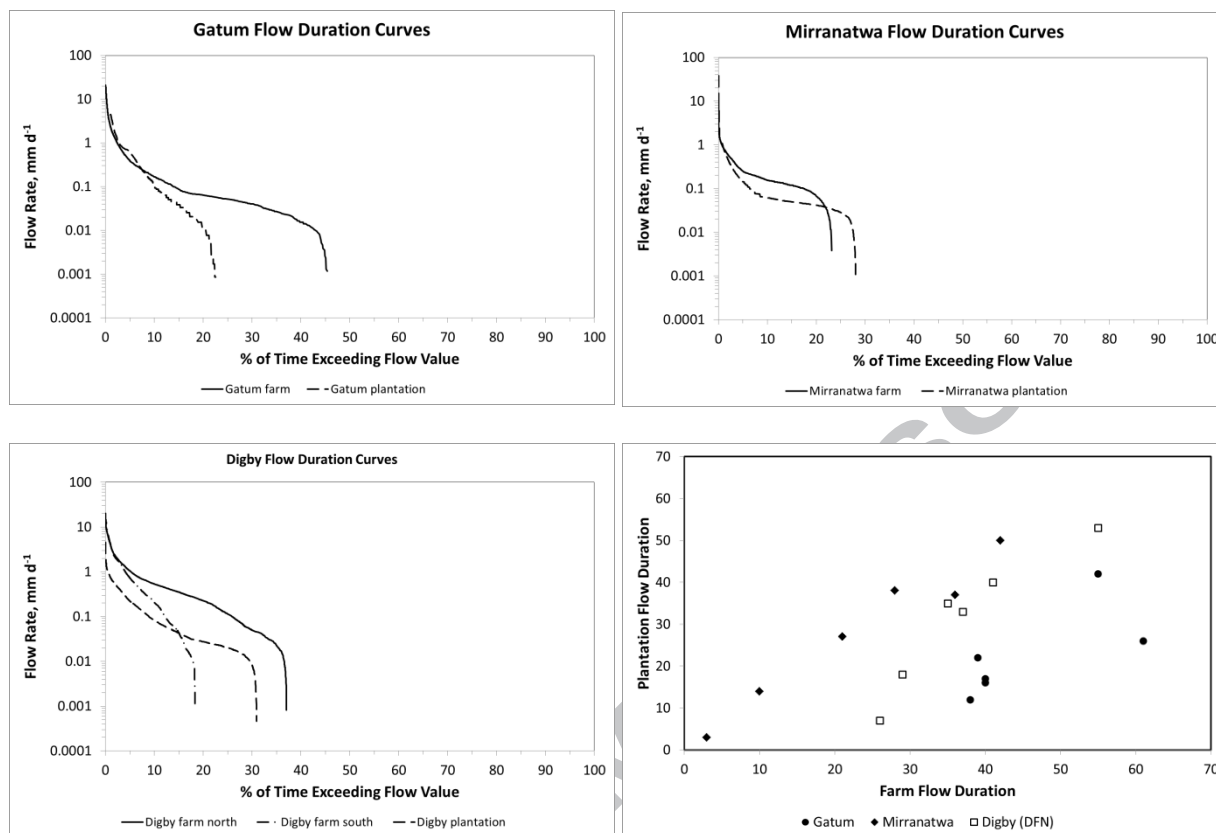 Gatum Flow Duration Curves
100
10
1
0.1
0.01
0.001
0.0001
Flow Rate, mm d-1
0 10 20 30 40 50 60 70 80 90 100
% of Time Exceeding Flow Value
Gatum farm Gatum plantation
Mirranatwa Flow Duration Curves
100
10
1
0.1
0.01
0.001
0.0001
Flow Rate, mm d-1
0 10 20 30 40 50 60 70 80 90 100
% of Time Exceeding Flow Value
Mirranatwa farm Mirranatwa plantation
Digby Flow Duration Curves
100
10
1
0.1
0.01
0.001
0.0001
Flow Rate, mm d-1
0 10 20 30 40 50 60 70 80 90 100
% of Time Exceeding Flow Value
Digby farm north Digby farm south Digby plantation
70
60
50
40
30
20
10
0
Plantation Flow Duration
0 10 20 30 40 50 60 70
Farm Flow Duration
Gatum Mirranatwa Digby (DFN)